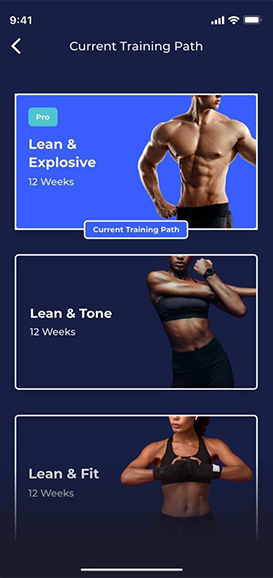 9:41
Current Training Path
Pro
Lean &
Explosive
12 Weeks
Current Training Path
Lean & Tone
12 Weeks
Lean & Fit
12 Weeks